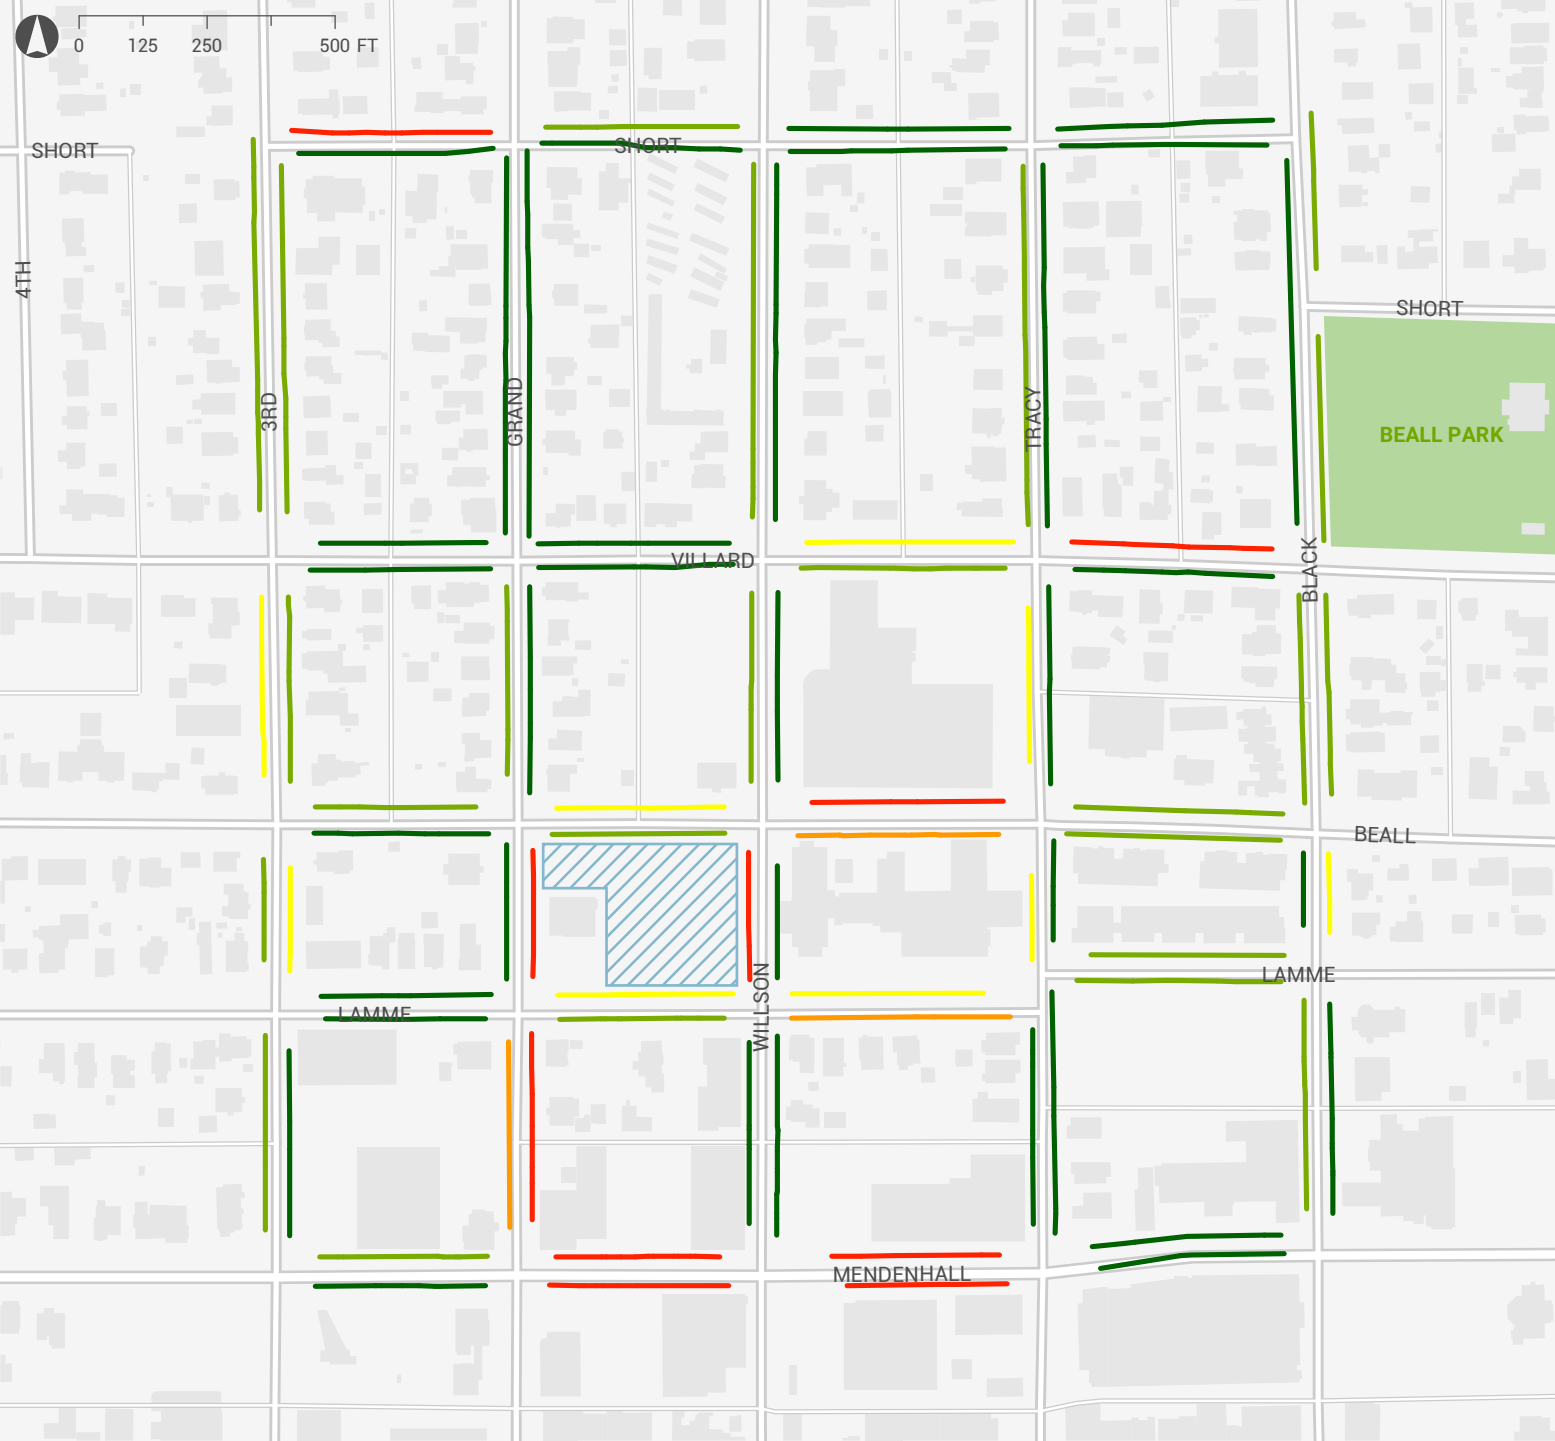 0 125 250 500 FT
SHORT
SHORT
4TH
SHORT
3RD
GRAND
TRACY
BEALL PARK
VILLARD
BLACK
BEALL
LAMME
WILLSON
LAMME
MENDENHALL